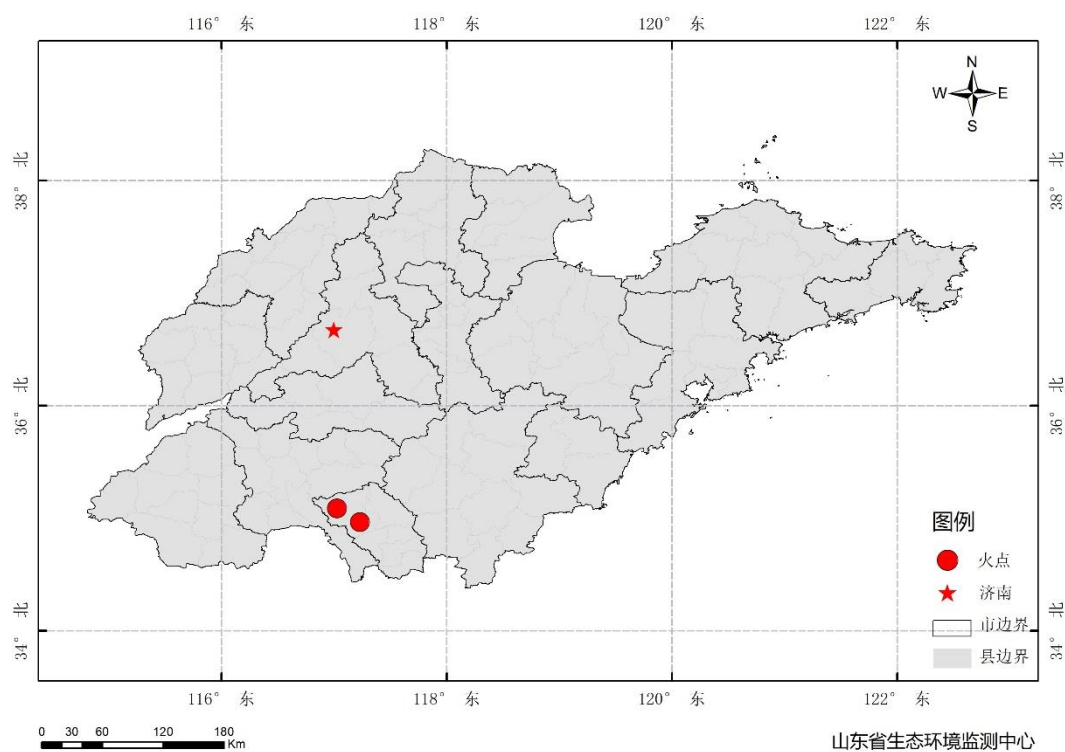 116° 东 118° 东 120° 东 122° 东
N
W E
S
38° 北 38° 北
36° 北 36° 北
34° 北 34° 北
图例
火点
济南
市边界
县边界
116° 东 118° 东 120° 东 122° 东
0 30 60 120 180
Km
山东省生态环境监测中心